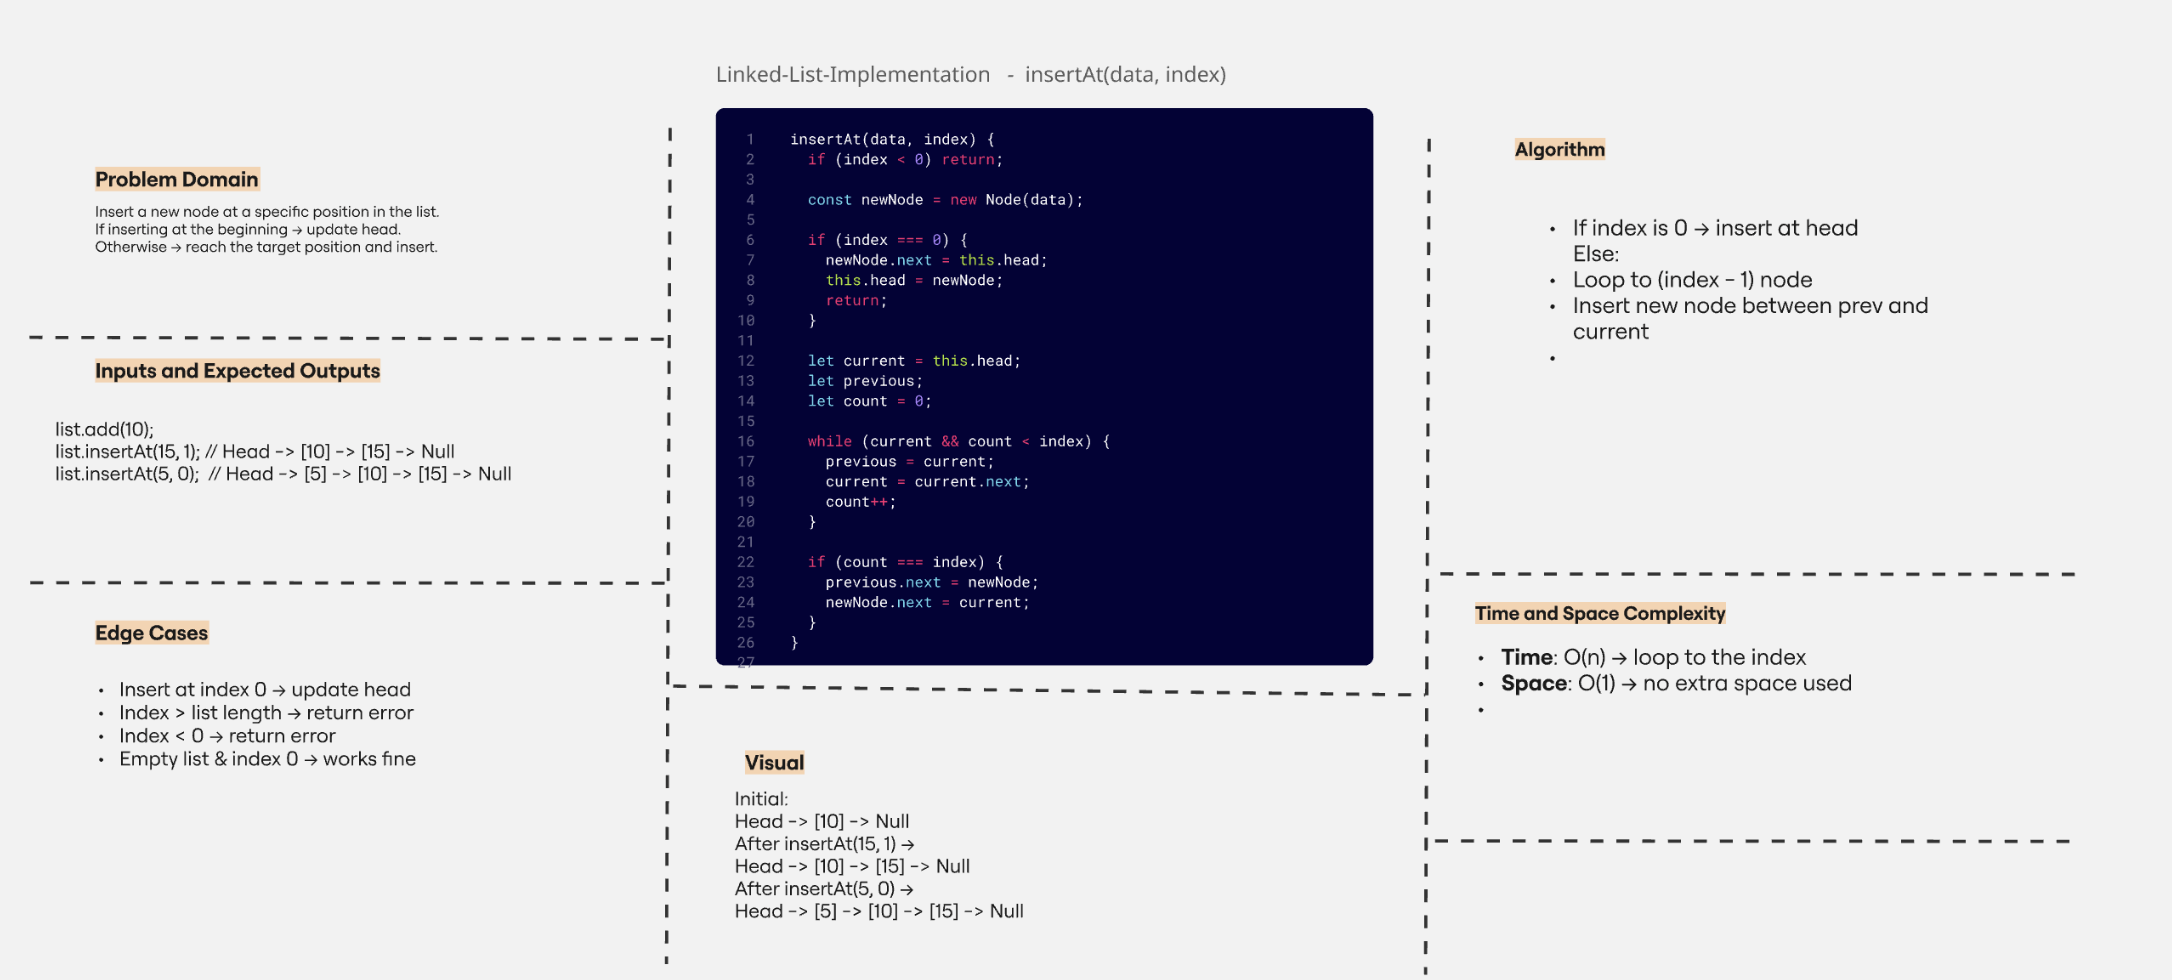 Linked-List-Implementation - insertAt(data, index)
Problem Domain
Insert a new node at a specific position in the list.
If inserting at the beginning → update head.
Otherwise → reach the target position and insert.
Inputs and Expected Outputs
list.add(10);
list.insertAt(15, 1); // Head -> [10] -> [15] -> Null
list.insertAt(5, 0); // Head -> [5] -> [10] -> [15] -> Null
Edge Cases
• Insert at index 0 → update head
• Index > list length → return error
• Index < 0 → return error
• Empty list & index 0 → works fine
1 insertAt(data, index) {
2 if (index < 0) return;
3
4 const newNode = new Node(data);
5
6 if (index === 0) {
7 newNode.next = this.head;
8 this.head = newNode;
9 return;
10 }
11
12 let current = this.head;
13 let previous;
14 let count = 0;
15
16 while (current && count < index) {
17 previous = current;
18 current = current.next;
19 count++;
20 }
21
22 if (count === index) {
23 previous.next = newNode;
24 newNode.next = current;
25 }
26 }
27
Visual
Initial:
Head -> [10] -> Null
After insertAt(15, 1) →
Head -> [10] -> [15] -> Null
After insertAt(5, 0) →
Head -> [5] -> [10] -> [15] -> Null
Algorithm
• If index is 0 → insert at head
Else:
• Loop to (index - 1) node
• Insert new node between prev and
current
•
Time and Space Complexity
• Time: O(n) → loop to the index
• Space: O(1) → no extra space used
•